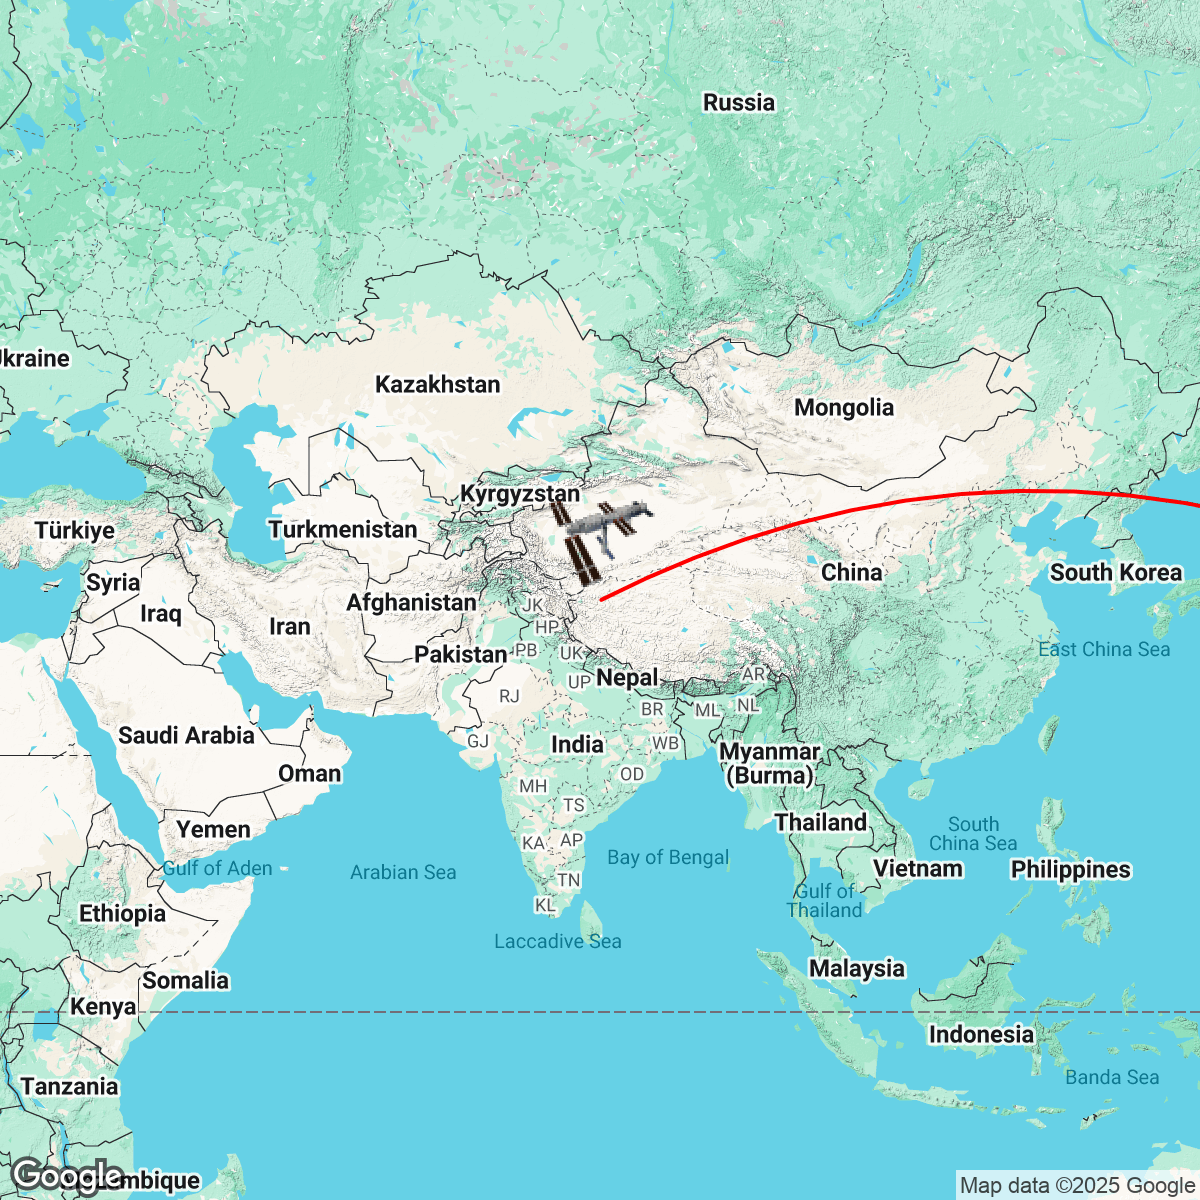 Russia
Ukraine
Kazakhstan
Mongolia
Kyrgyzstan
Türkiye
Turkmenistan
Syria
China
South Korea
Afghanistan
JK
Iraq
Iran
HP
Pakistan
PB
UK
East China Sea
Nepal
UP
AR
RJ
BR
ML
NL
Saudi Arabia
GJ
India
WB
Myanmar
(Burma)
Oman
OD
MH
TS
Yemen
Thailand
South
China Sea
KA
AP
Gulf of Aden
Arabian Sea
Bay of Bengal
Vietnam
Philippines
TN
Gulf of
Thailand
KL
Ethiopia
Laccadive Sea
Somalia
Malaysia
Kenya
Indonesia
Tanzania
Banda Sea
Mozambique
Google
Map data ©2025 Google